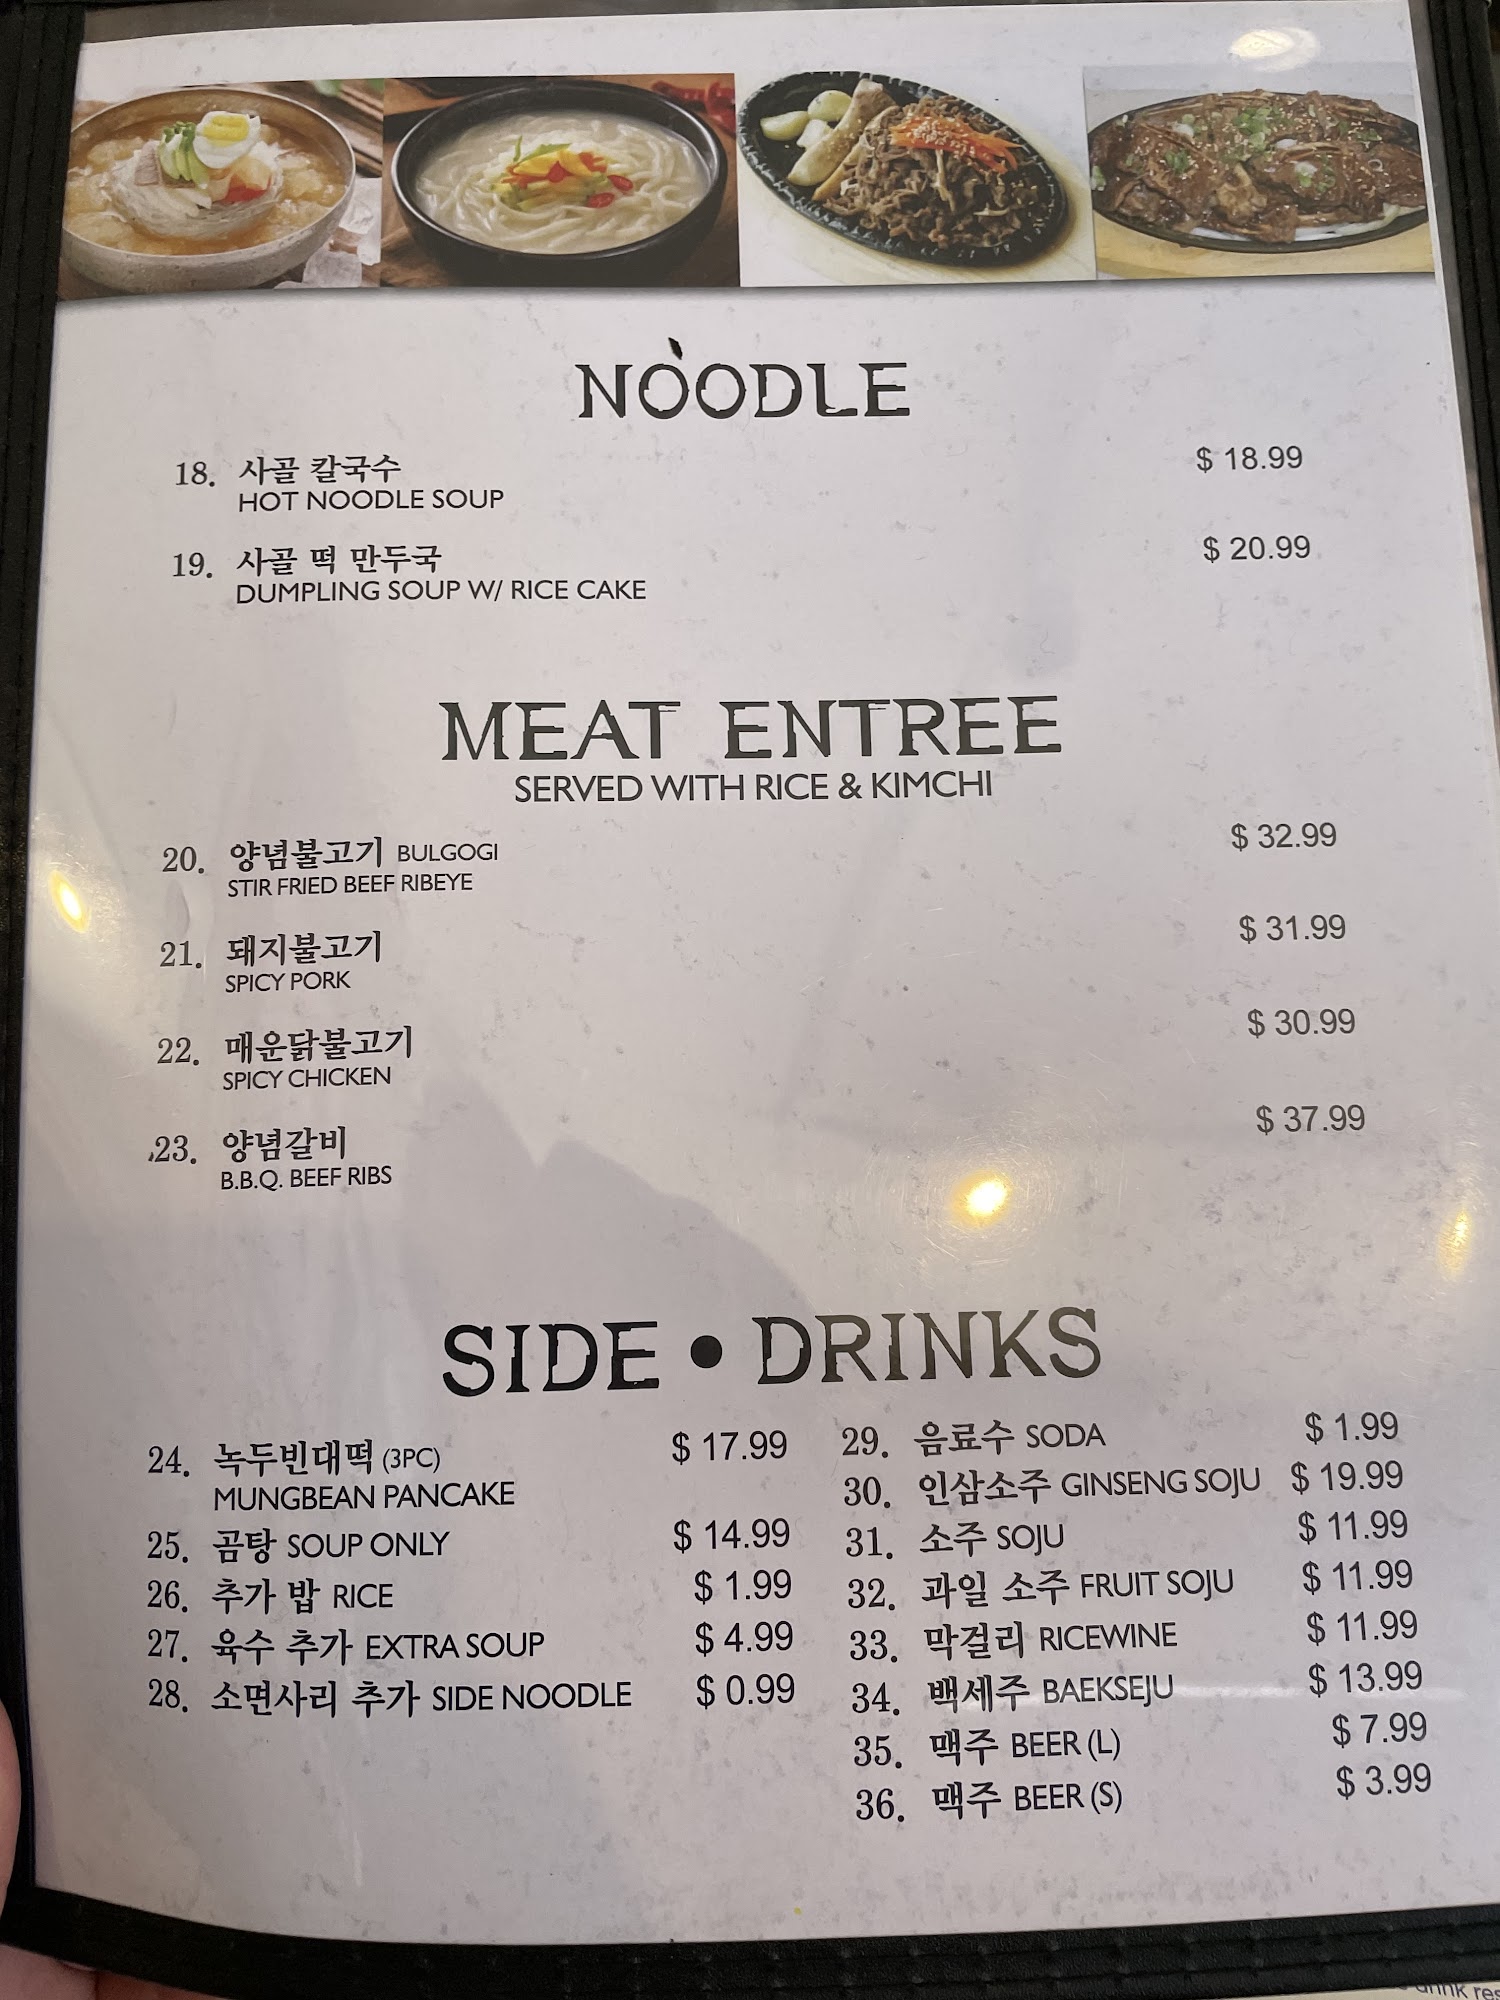 NOODLE
18. 사골 칼국수 $ 18.99
HOT NOODLE SOUP
19. 사골 떡 만두국 $ 20.99
DUMPLING SOUP W/ RICE CAKE
MEAT ENTREE
SERVED WITH RICE & KIMCHI
20. 양념불고기 BULGOGI $ 32.99
STIR FRIED BEEF RIBEYE
21. 돼지불고기 $ 31.99
SPICY PORK
22. 매운닭불고기 $ 30.99
SPICY CHICKEN
23. 양념갈비 $ 37.99
B.B.Q. BEEF RIBS
SIDE • DRINKS
24. 녹두빈대떡 (3PC) $ 17.99
MUNGBEAN PANCAKE
25. 곰탕 SOUP ONLY $ 14.99
26. 추가 밥 RICE $ 1.99
27. 육수 추가 EXTRA SOUP $ 4.99
28. 소면사리 추가 SIDE NOODLE $ 0.99
29. 음료수 SODA $ 1.99
30. 인삼소주 GINSENG SOJU $ 19.99
31. 소주 SOJU $ 11.99
32. 과일 소주 FRUIT SOJU $ 11.99
33. 막걸리 RICEWINE $ 11.99
34. 백세주 BAEKSEJU $ 13.99
35. 맥주 BEER (L) $ 7.99
36. 맥주 BEER (S) $ 3.99